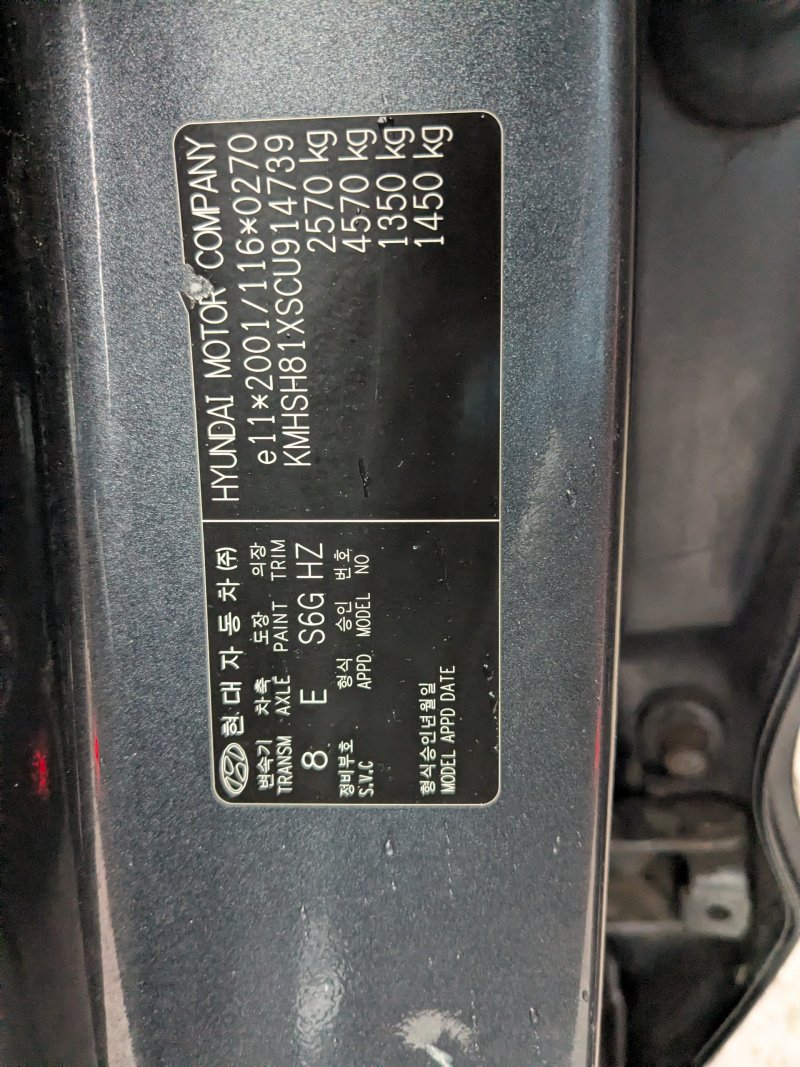 현대자동차(주)
변속기 차축 도장 의장
TRANSM AXLE PAINT TRIM
8 E S6G HZ
정비부호 형식 승인 번호
S.V.C APPD MODEL NO
형식승인년월일
MODEL APPD DATE
HYUNDAI MOTOR COMPANY
e11*2001/116*0270
KMHSH81XSCU914739
2570 kg
4570 kg
1350 kg
1450 kg